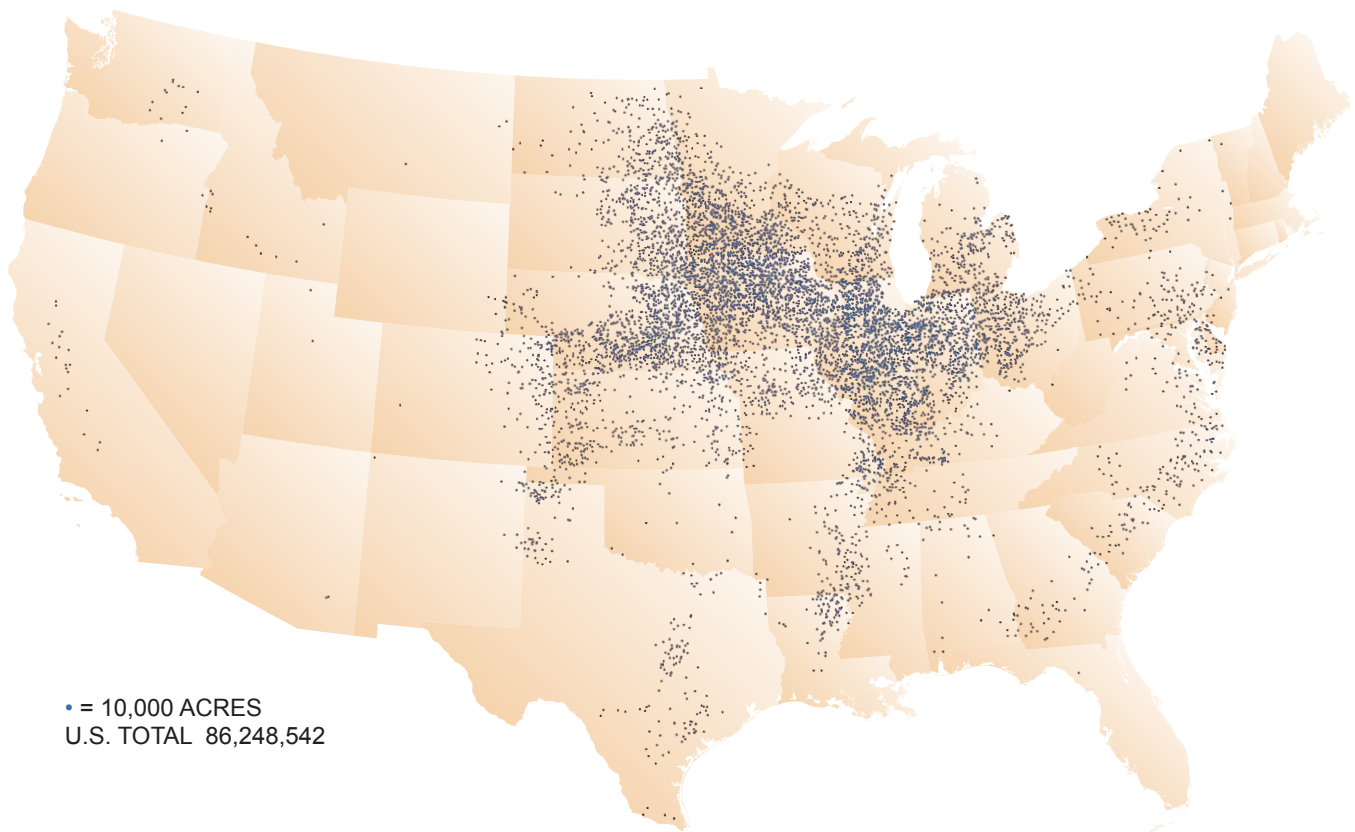 • = 10,000 ACRES
U.S. TOTAL 86,248,542